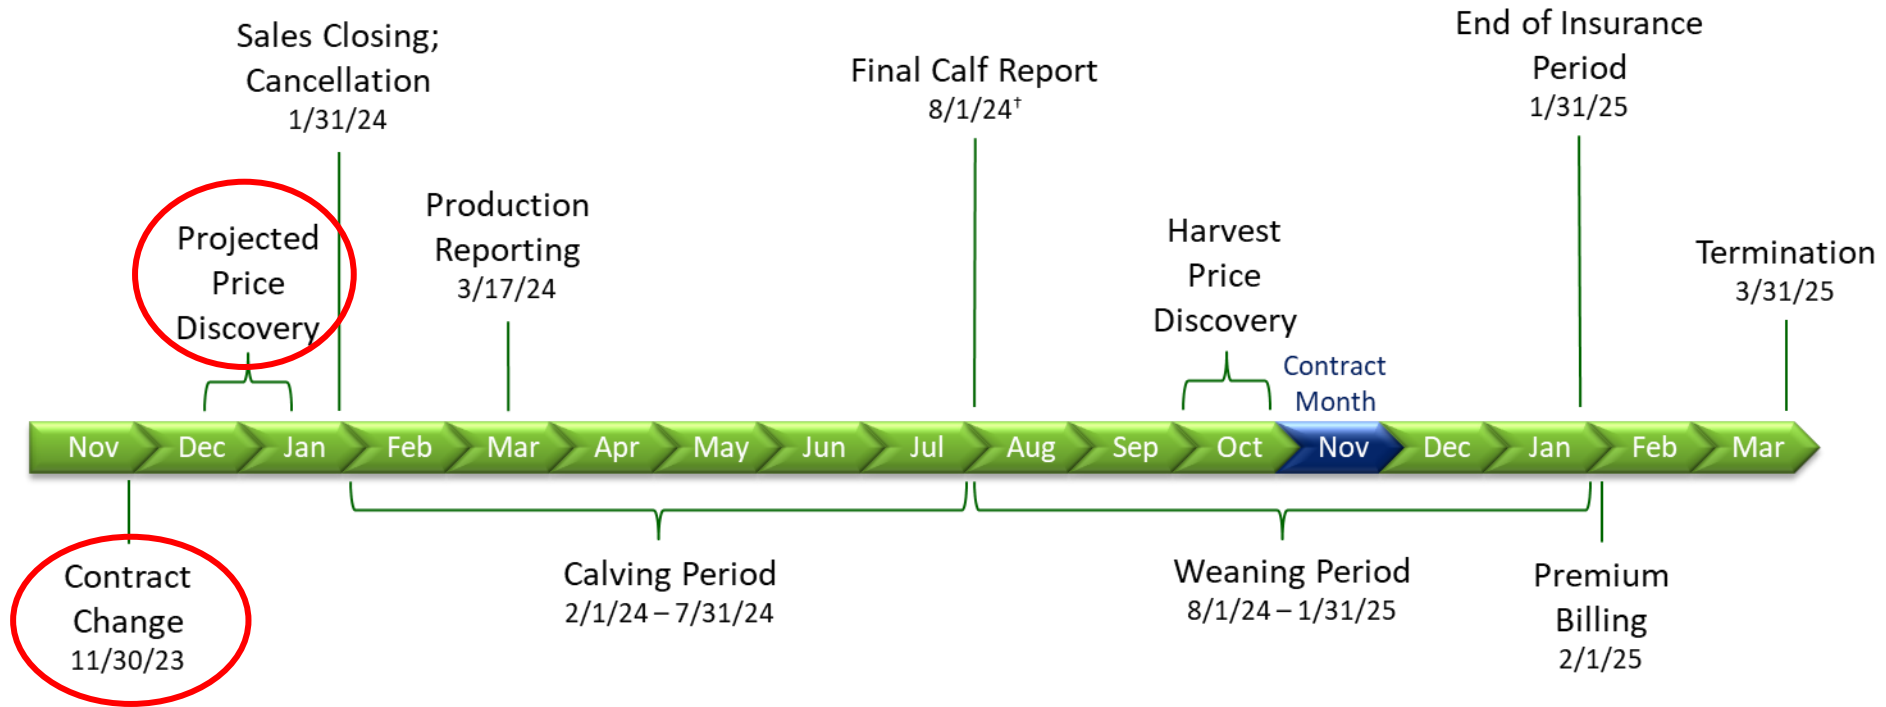 Sales Closing;
Cancellation
1/31/24
Final Calf Report
8/1/24†
End of Insurance
Period
1/31/25
Projected
Price
Discovery
Production
Reporting
3/17/24
Harvest
Price
Discovery
Termination
3/31/25
Contract
Month
Nov Dec Jan Feb Mar Apr May Jun Jul Aug Sep Oct Nov Dec Jan Feb Mar
Contract
Change
11/30/23
Calving Period
2/1/24 – 7/31/24
Weaning Period
8/1/24 – 1/31/25
Premium
Billing
2/1/25